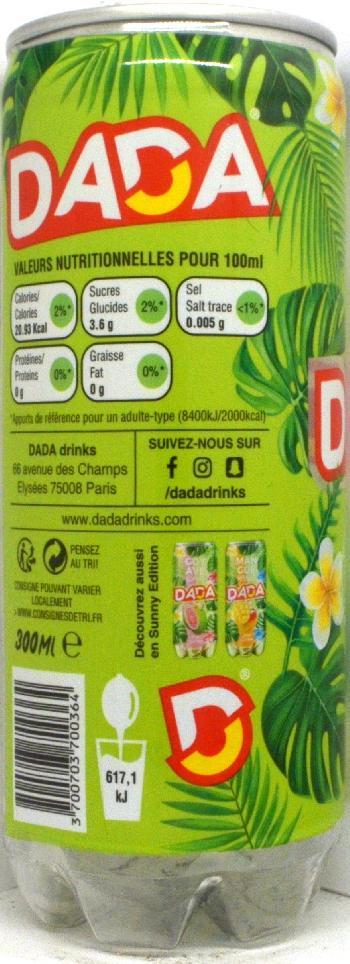 DADA
®
VALEURS NUTRITIONNELLES POUR 100ml
Calories/
Calories
20.93 Kcal
2%*
Sucres
Glucides
3.6 g
2%*
Sel
Salt trace
0.005 g
<1%*
Protéines/
Proteins
0 g
0%*
Graisse
Fat
0 g
0%*
*Apports de référence pour un adulte-type (8400kJ/2000kcal)
DADA drinks
66 avenue des Champs
Elysées 75008 Paris
SUIVEZ-NOUS SUR
/dadadrinks
www.dadadrinks.com
PENSEZ
AU TRI!
CONSIGNE POUVANT VARIER
LOCALEMENT
>WWW.CONSIGNESDETRI.FR
300Ml e
Découvrez aussi
en Sunny Edition
DADA
DADA
D
®
617,1
kJ
3 700703 700364